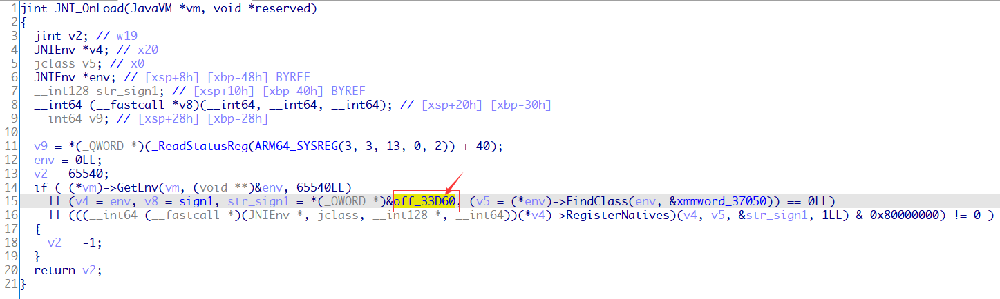 1 jint JNI_OnLoad(JavaVM *vm, void *reserved)
2 {
3 jint v2; // w19
4 JNIEnv *v4; // x20
5 jclass v5; // x0
6 JNIEnv *env; // [xsp+8h] [xbp-48h] BYREF
7 __int128 str_sign1; // [xsp+10h] [xbp-40h] BYREF
8 __int64 (__fastcall *v8)(__int64, __int64, __int64); // [xsp+20h] [xbp-30h]
9 __int64 v9; // [xsp+28h] [xbp-28h]
10
11 v9 = *(_QWORD *)(_ReadStatusReg(ARM64_SYSREG(3, 3, 13, 0, 2)) + 40);
12 env = 0LL;
13 v2 = 65540;
14 if ( (*vm)->GetEnv(vm, (void **)&env, 65540LL)
15 || (v4 = env, v8 = sign1, str_sign1 = *(_OWORD *)&off_33D60, (v5 = (*env)->FindClass(env, &xmmword_37050)) == 0LL)
16 || (((__int64 (__fastcall *)(JNIEnv *, jclass, __int128 *, __int64))(*v4)->RegisterNatives)(v4, v5, &str_sign1, 1LL) & 0x80000000) != 0 )
17 {
18 v2 = -1;
19 }
20 return v2;
21 }